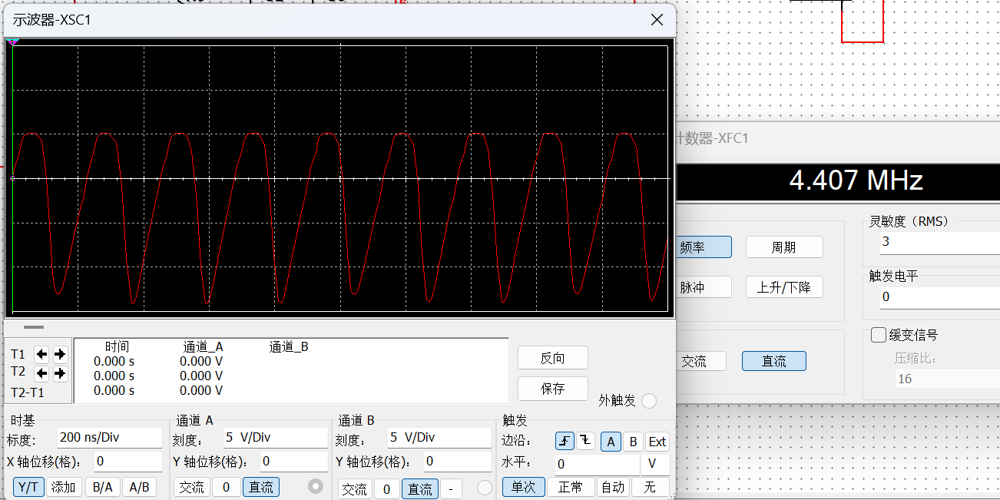 示波器-XSC1
计数器-XFC1
4.407 MHz
频率
周期
脉冲
上升/下降
交流
直流
灵敏度（RMS）
3
触发电平
0
缓变信号
压缩比：
16
时间 通道_A 通道_B
T1 0.000 s 0.000 V
T2 0.000 s 0.000 V
T2-T1 0.000 s 0.000 V
反向
保存
外触发
时基
标度： 200 ns/Div
X 轴位移(格)： 0
Y/T 添加 B/A A/B
通道 A
刻度： 5 V/Div
Y 轴位移(格)： 0
交流 0 直流
通道 B
刻度： 5 V/Div
Y 轴位移(格)： 0
交流 0 直流 -
触发
边沿： A B Ext
水平： 0 V
单次 正常 自动 无